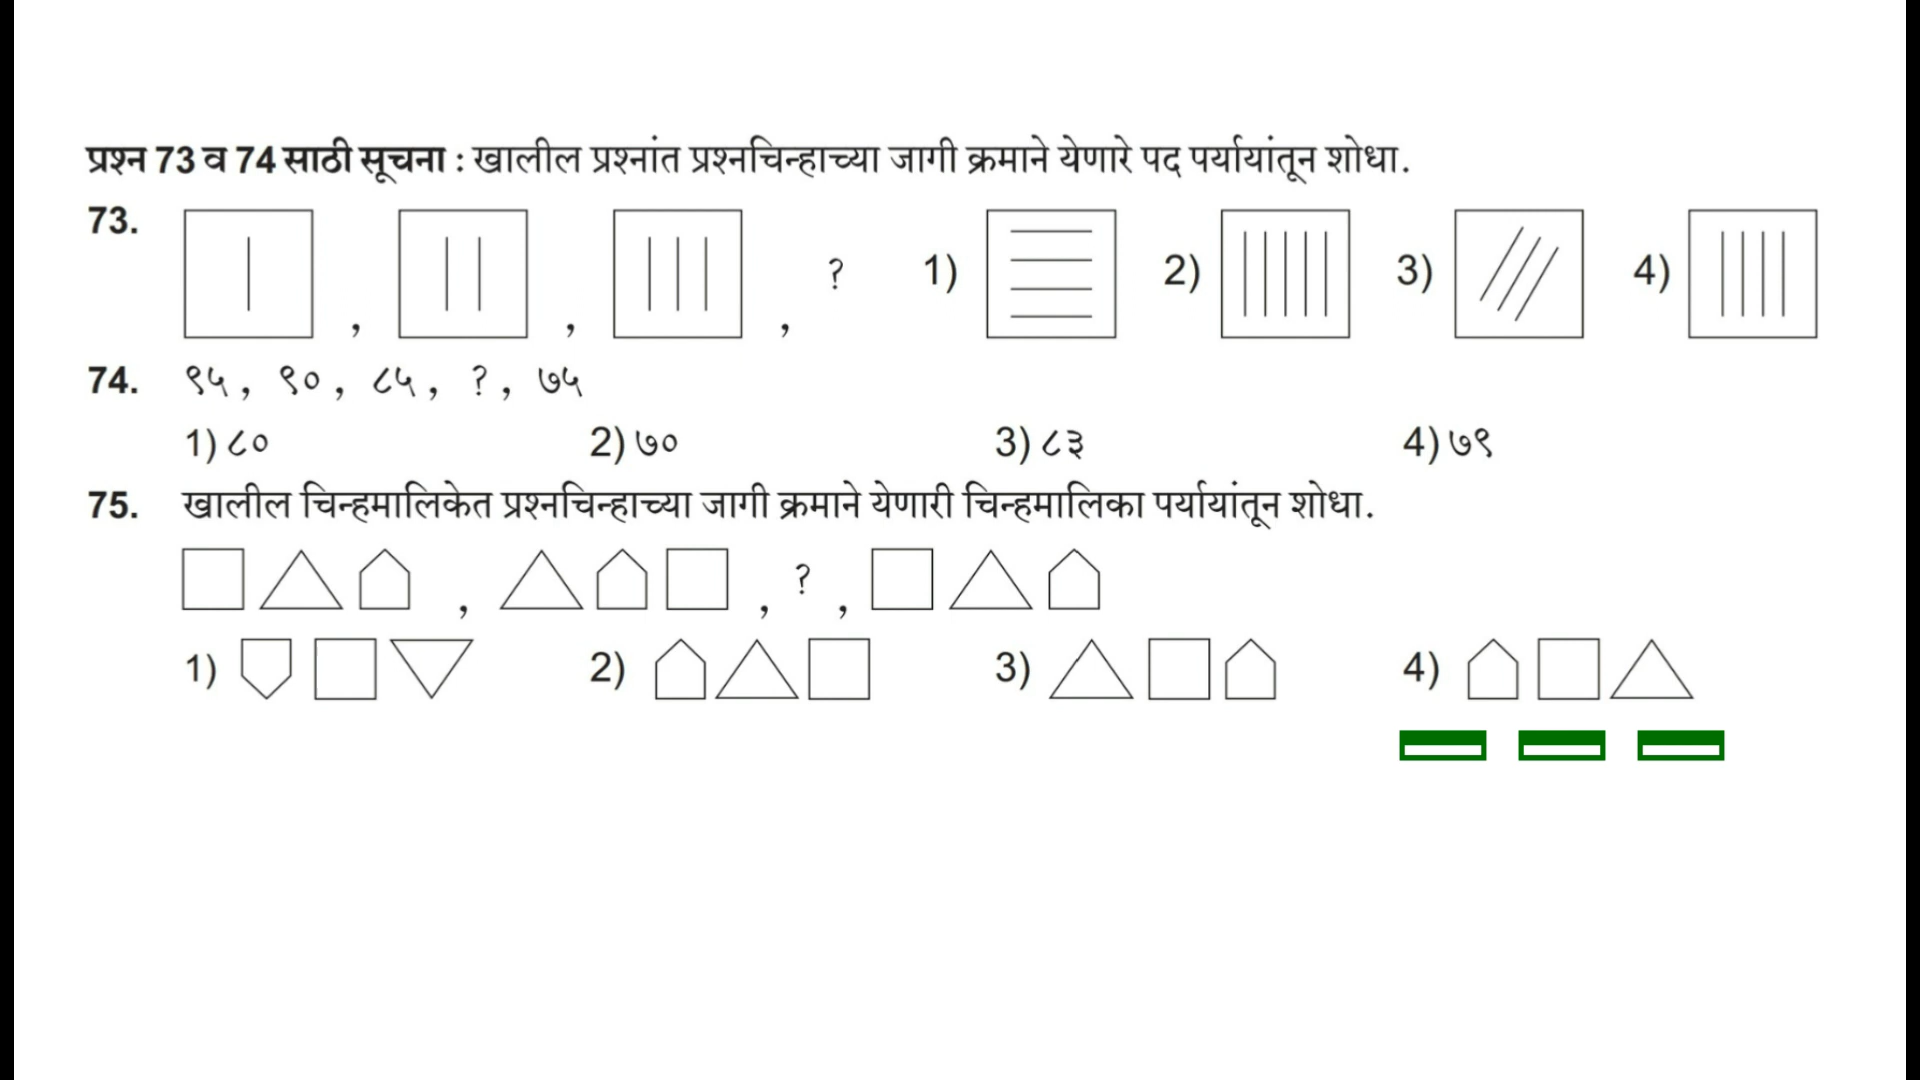 प्रश्न 73 व 74 साठी सूचना : खालील प्रश्नांत प्रश्नचिन्हाच्या जागी क्रमाने येणारे पद पर्यायांतून शोधा.
73. , , , ? 1) 2) 3) 4)
74. ९५ , ९० , ८५ , ? , ७५
1) ८० 2) ७० 3) ८३ 4) ७९
75. खालील चिन्हमालिकेत प्रश्नचिन्हाच्या जागी क्रमाने येणारी चिन्हमालिका पर्यायांतून शोधा.
, , ? ,
1) 2) 3) 4)